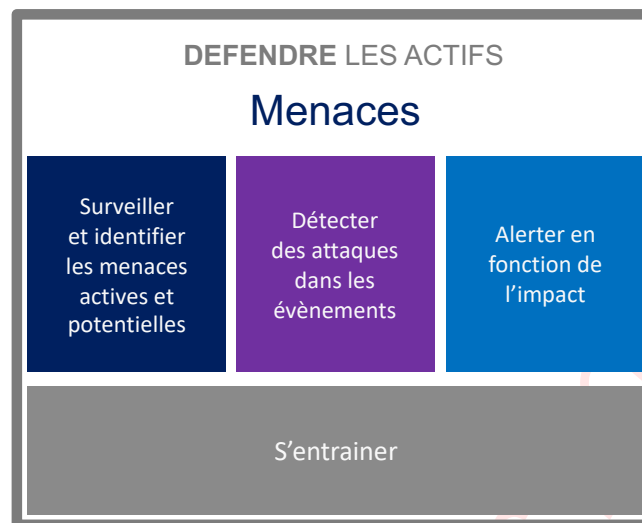 DEFENDRE LES ACTIFS
Menaces
Surveiller
et identifier
les menaces
actives et
potentielles
Détecter
des attaques
dans les
évènements
Alerter en
fonction de
l’impact
S’entrainer